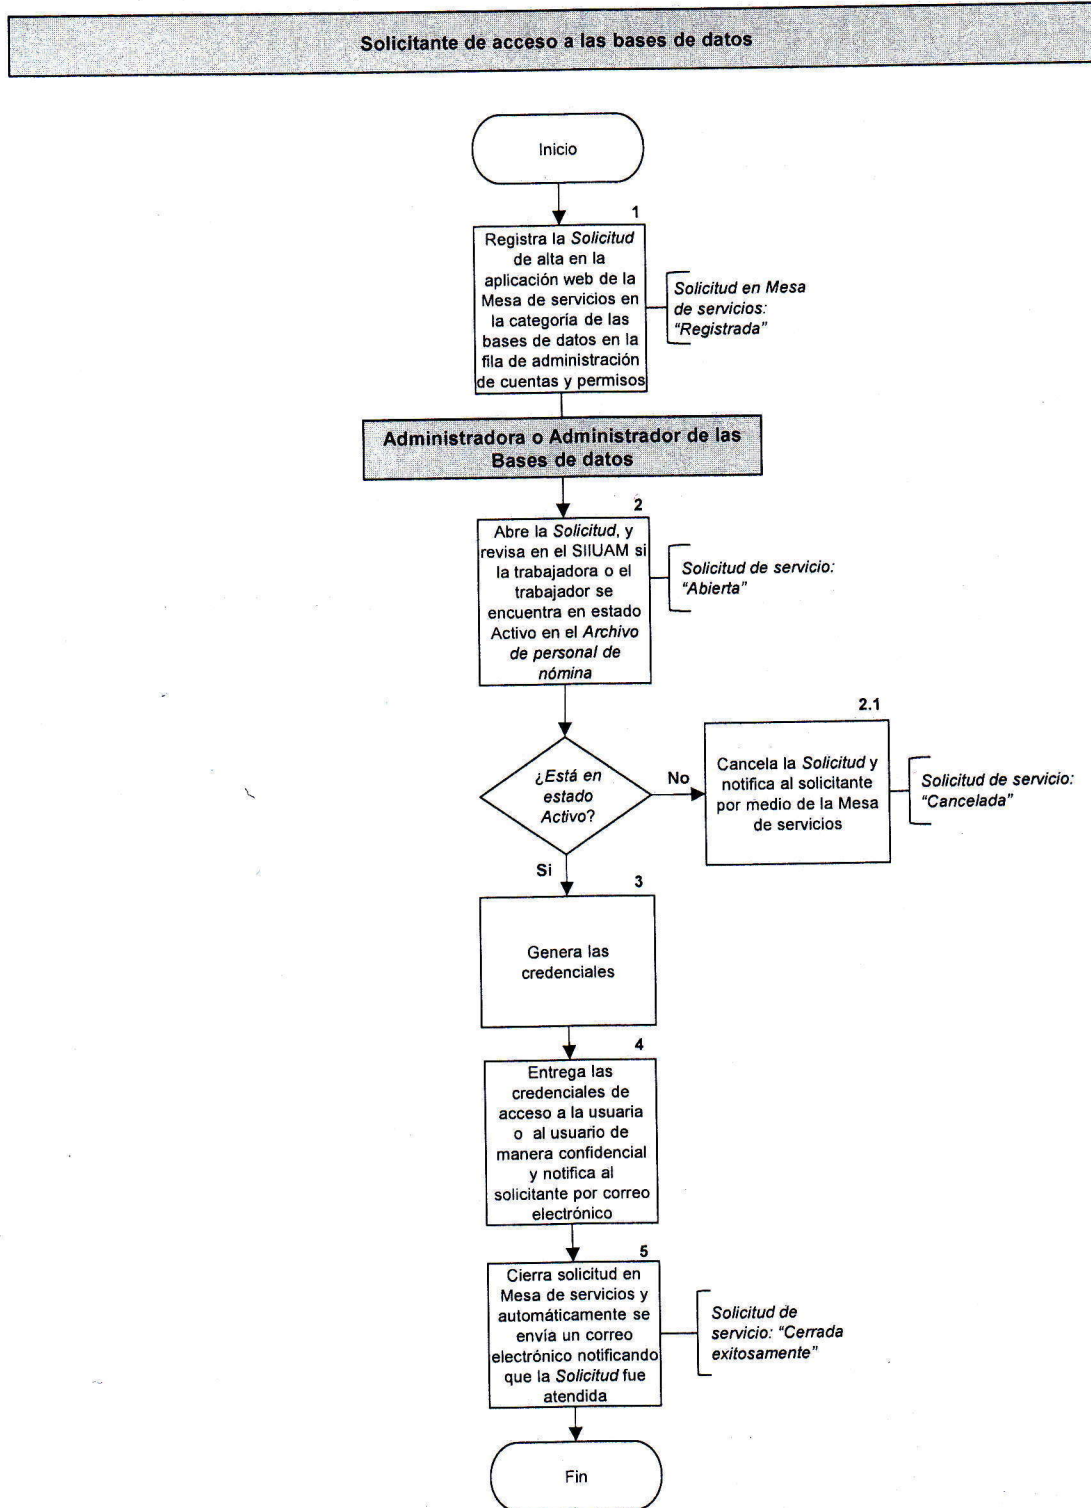 Solicitante de acceso a las bases de datos
Inicio
1
Registra la Solicitud
de alta en la
aplicación web de la
Mesa de servicios en
la categoría de las
bases de datos en la
fila de administración
de cuentas y permisos
Solicitud en Mesa
de servicios:
“Registrada”
Administradora o Administrador de las
Bases de datos
2
Abre la Solicitud, y
revisa en el SIIUAM si
la trabajadora o el
trabajador se
encuentra en estado
Activo en el Archivo
de personal de
nómina
Solicitud de servicio:
“Abierta”
¿Está en
estado
Activo?
No
2.1
Cancela la Solicitud y
notifica al solicitante
por medio de la Mesa
de servicios
Solicitud de servicio:
“Cancelada”
Si
3
Genera las
credenciales
4
Entrega las
credenciales de
acceso a la usuaria
o al usuario de
manera confidencial
y notifica al
solicitante por correo
electrónico
5
Cierra solicitud en
Mesa de servicios y
automáticamente se
envía un correo
electrónico notificando
que la Solicitud fue
atendida
Solicitud de
servicio: “Cerrada
exitosamente”
Fin